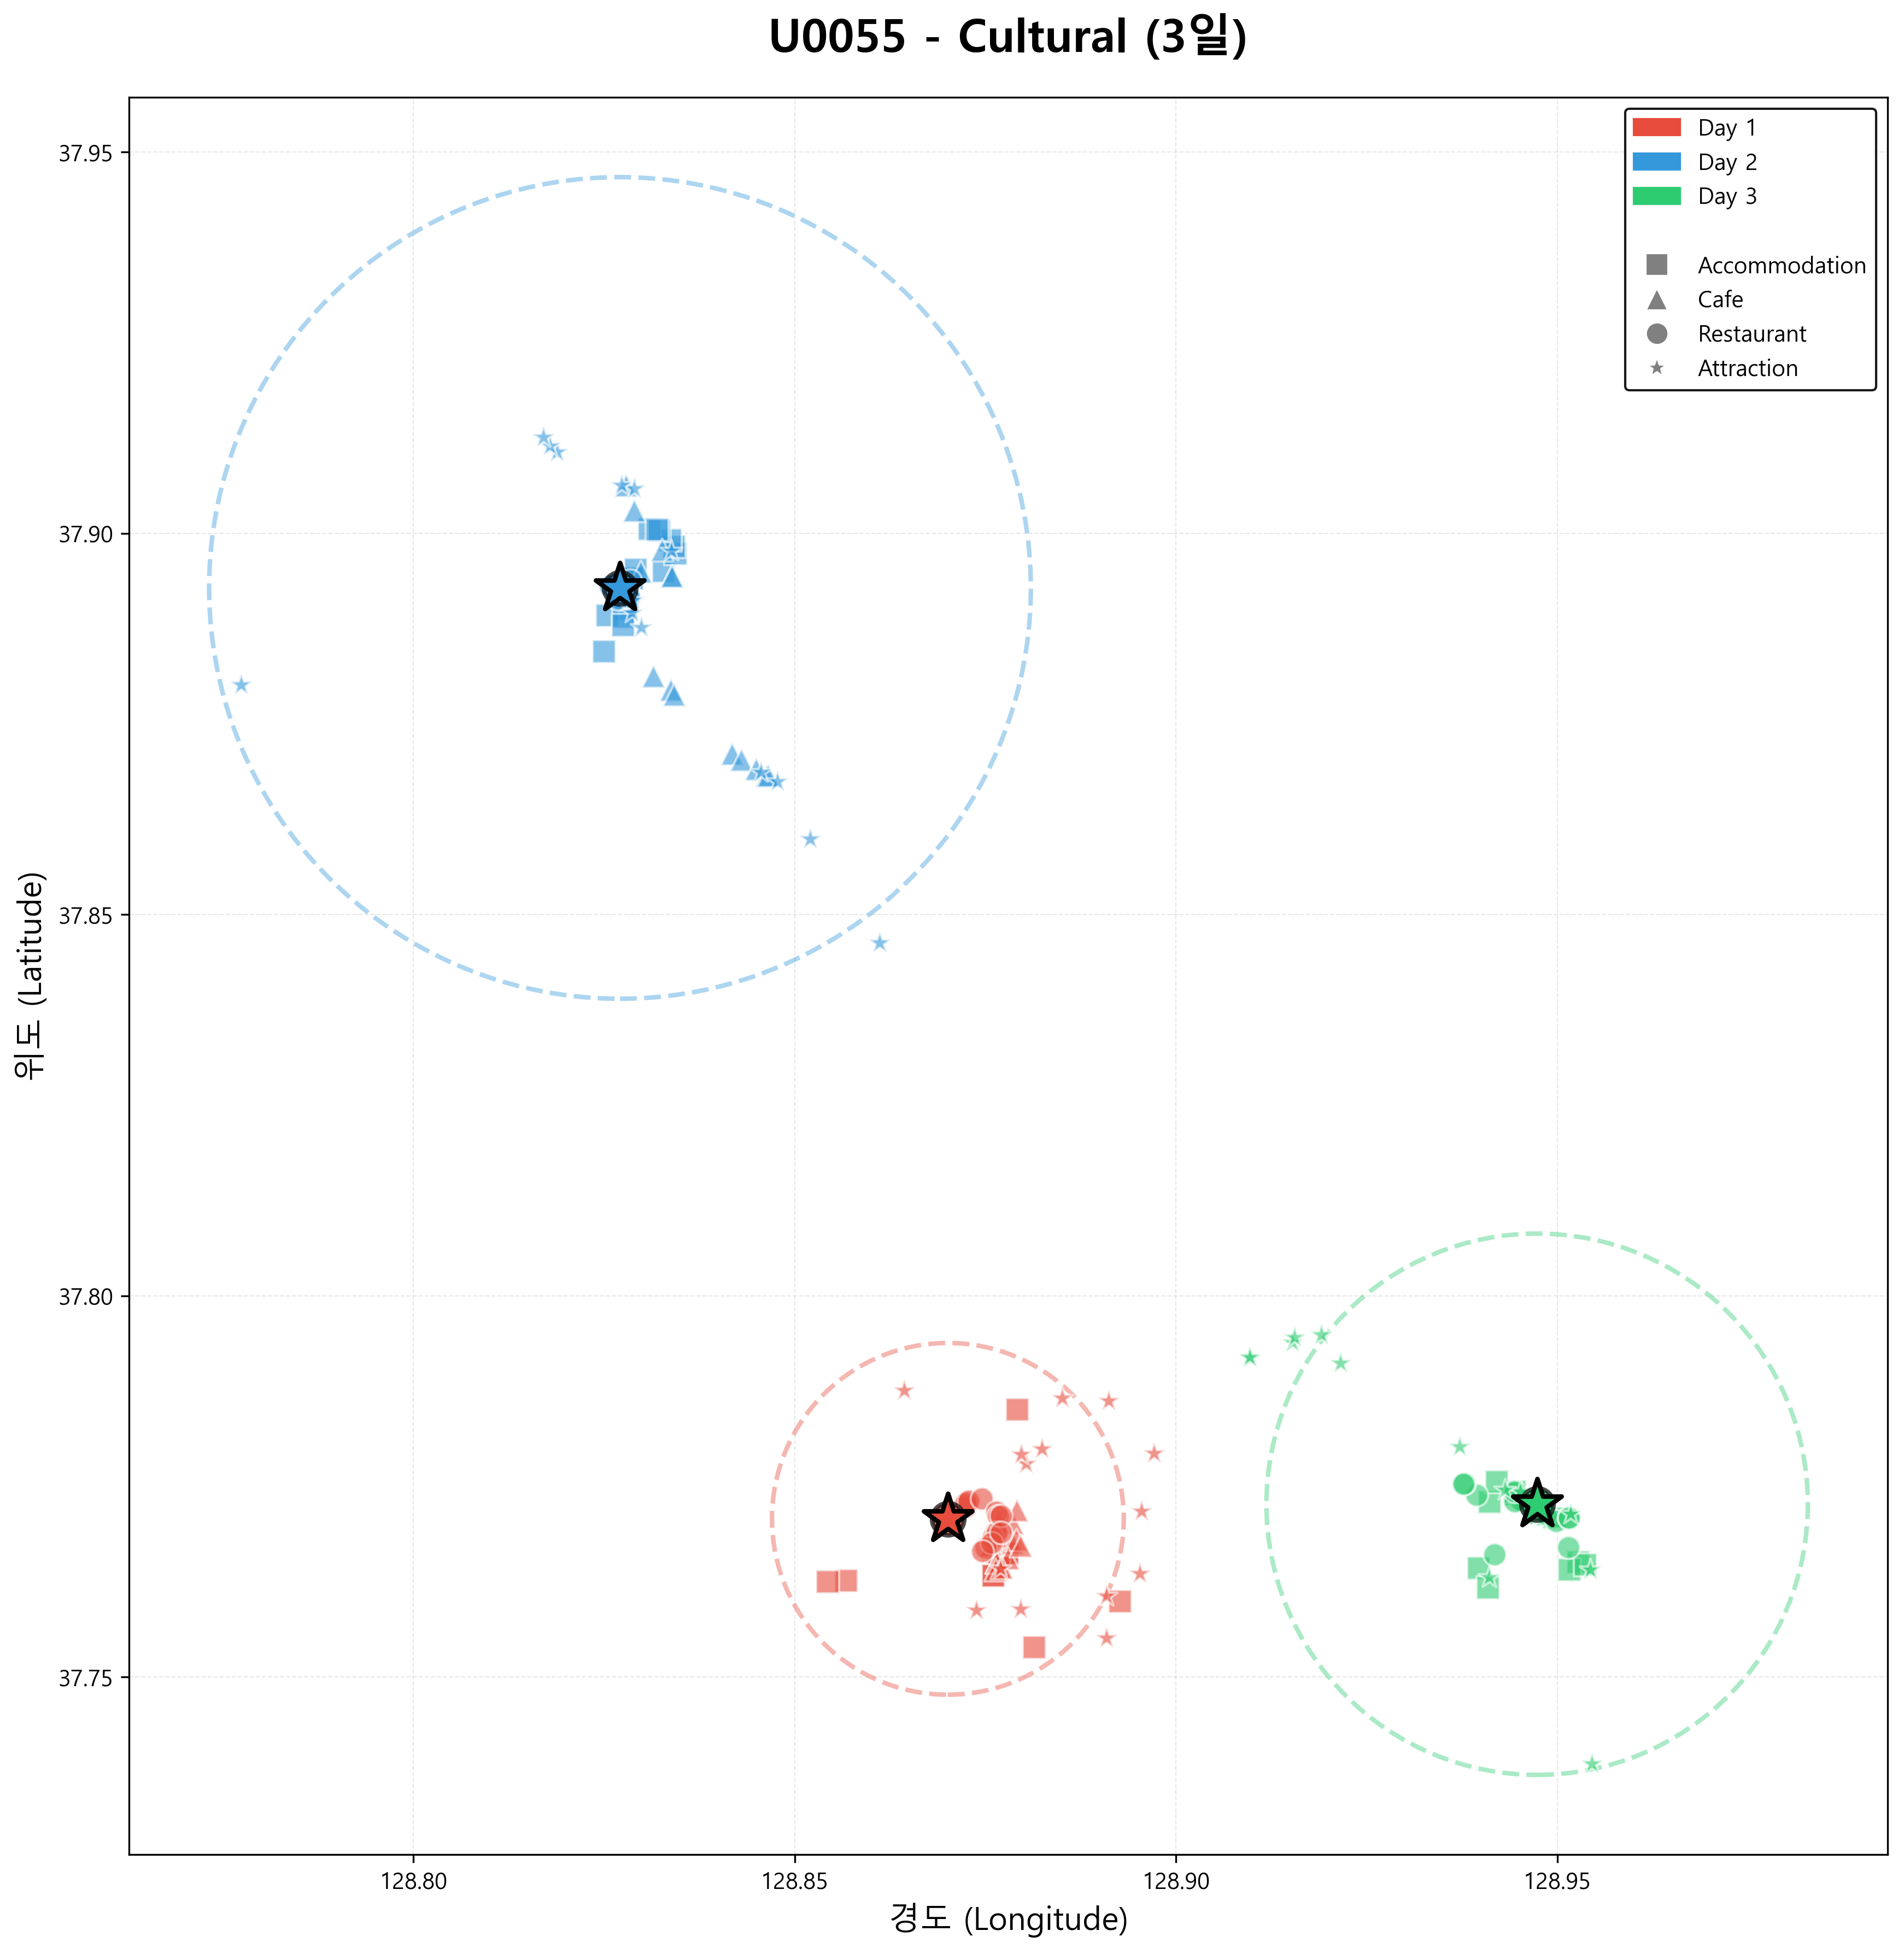 U0055 - Cultural (3일)
Day 1
Day 2
Day 3
Accommodation
Cafe
Restaurant
Attraction
37.95
37.90
37.85
37.80
37.75
위도 (Latitude)
128.80
128.85
128.90
128.95
경도 (Longitude)